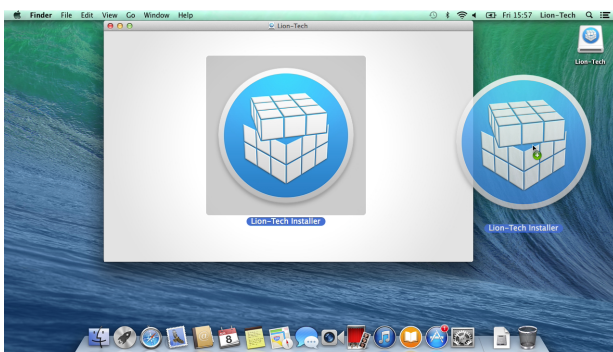 Finder File Edit View Go Window Help
Fri 15:57 Lion-Tech
Lion-Tech
Lion-Tech
Lion-Tech Installer
Lion-Tech Installer
8